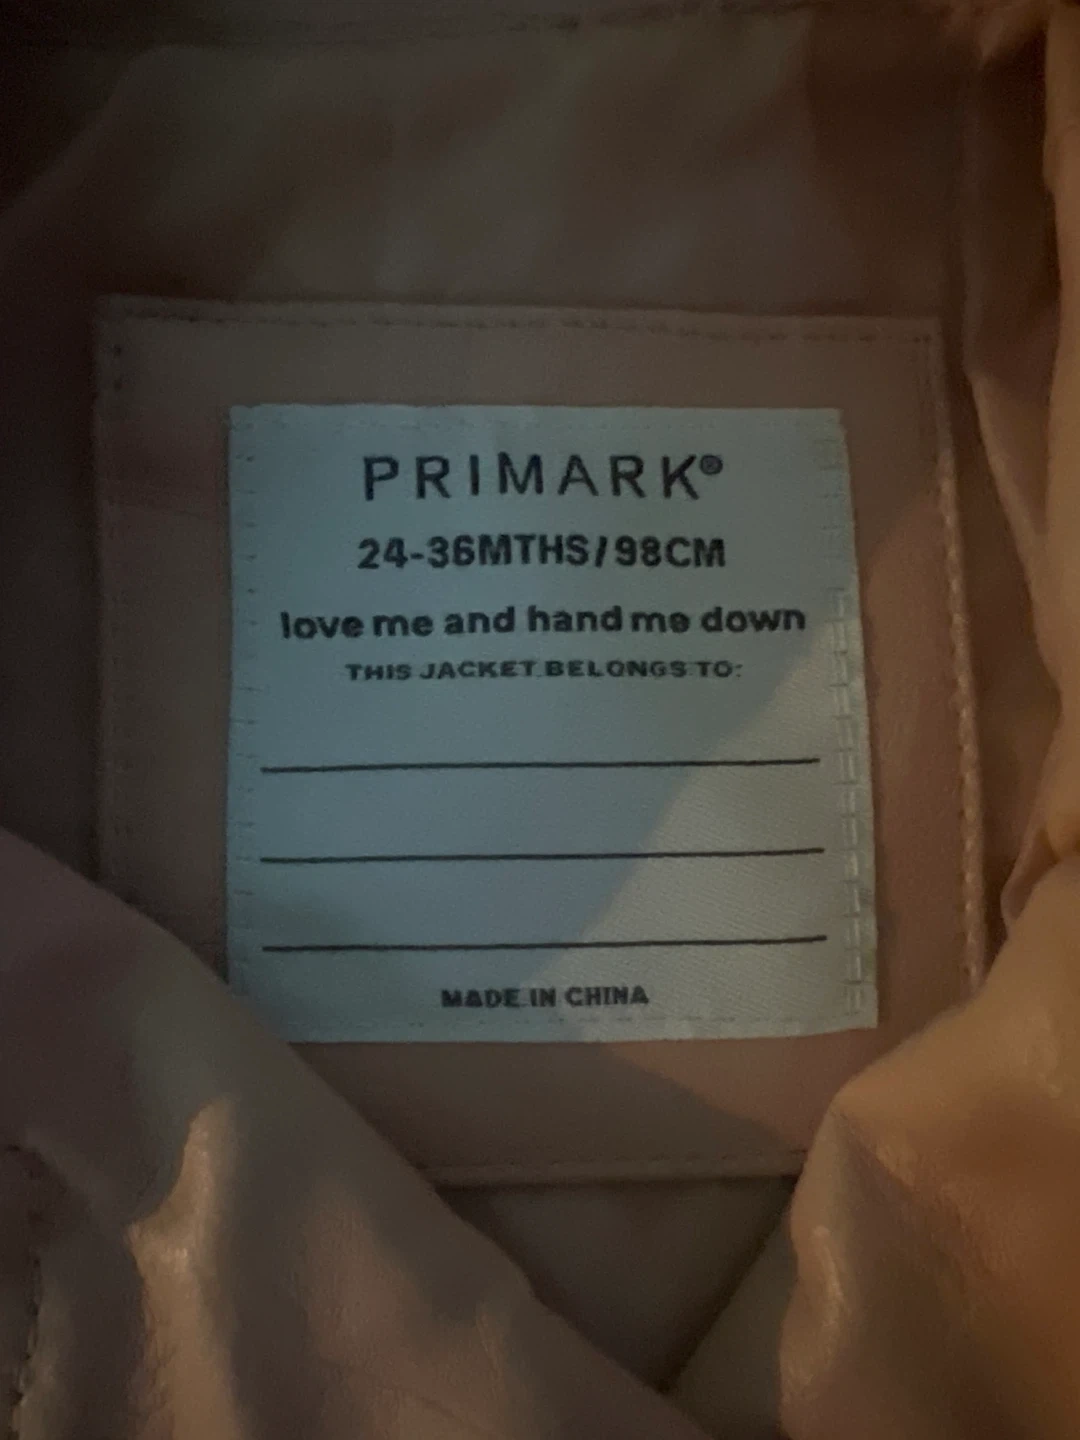 PRIMARK®
24-36MTHS/98CM
love me and hand me down
THIS JACKET BELONGS TO:
MADE IN CHINA